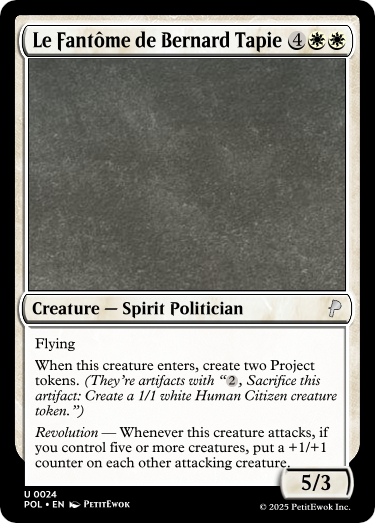 Le Fantôme de Bernard Tapie 4
Creature — Spirit Politician
Flying
When this creature enters, create two Project
tokens. (They're artifacts with “2, Sacrifice this
artifact: Create a 1/1 white Human Citizen creature
token.”)
Revolution — Whenever this creature attacks, if
you control five or more creatures, put a +1/+1
counter on each other attacking creature.
5/3
U 0024
POL • EN PETITEWOK
© 2025 PetitEwok Inc.